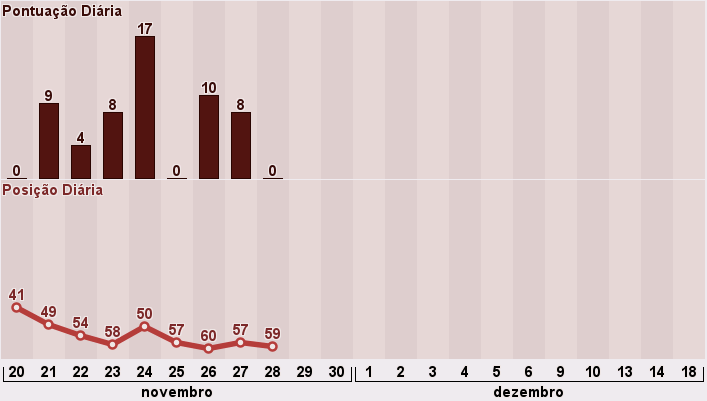 Pontuação Diária
0 9 4 8 17 0 10 8 0
Posição Diária
41 49 54 58 50 57 60 57 59
20 21 22 23 24 25 26 27 28 29 30 1 2 3 4 5 6 9 10 13 14 18
novembro dezembro